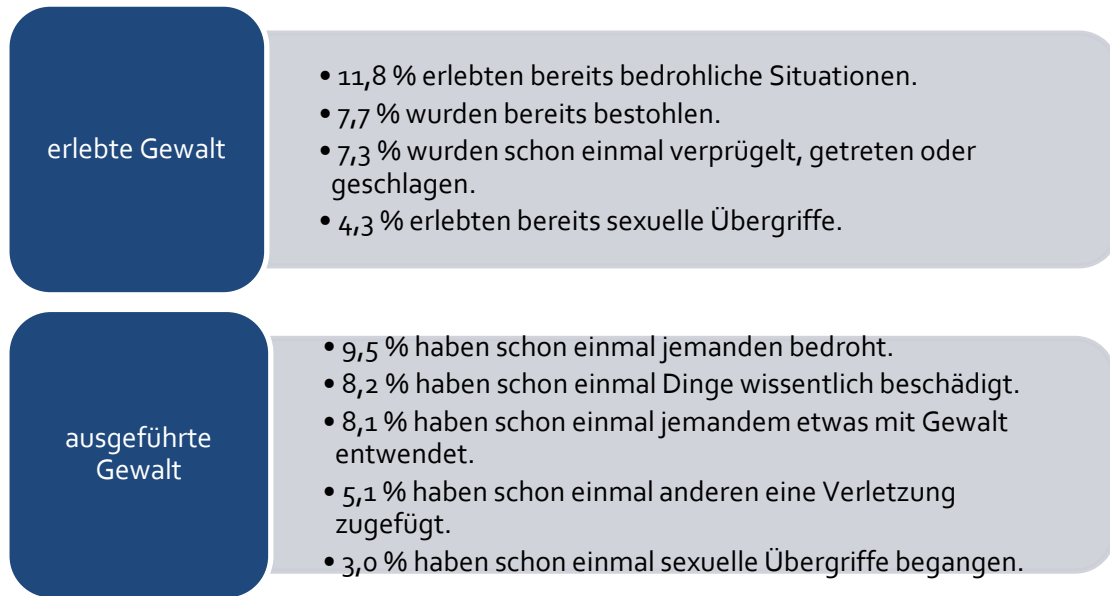 erlebte Gewalt
• 11,8 % erlebten bereits bedrohliche Situationen.
• 7,7 % wurden bereits bestohlen.
• 7,3 % wurden schon einmal verprügelt, getreten oder
geschlagen.
• 4,3 % erlebten bereits sexuelle Übergriffe.
ausgeführte
Gewalt
• 9,5 % haben schon einmal jemanden bedroht.
• 8,2 % haben schon einmal Dinge wissentlich beschädigt.
• 8,1 % haben schon einmal jemandem etwas mit Gewalt
entwendet.
• 5,1 % haben schon einmal anderen eine Verletzung
zugefügt.
• 3,0 % haben schon einmal sexuelle Übergriffe begangen.